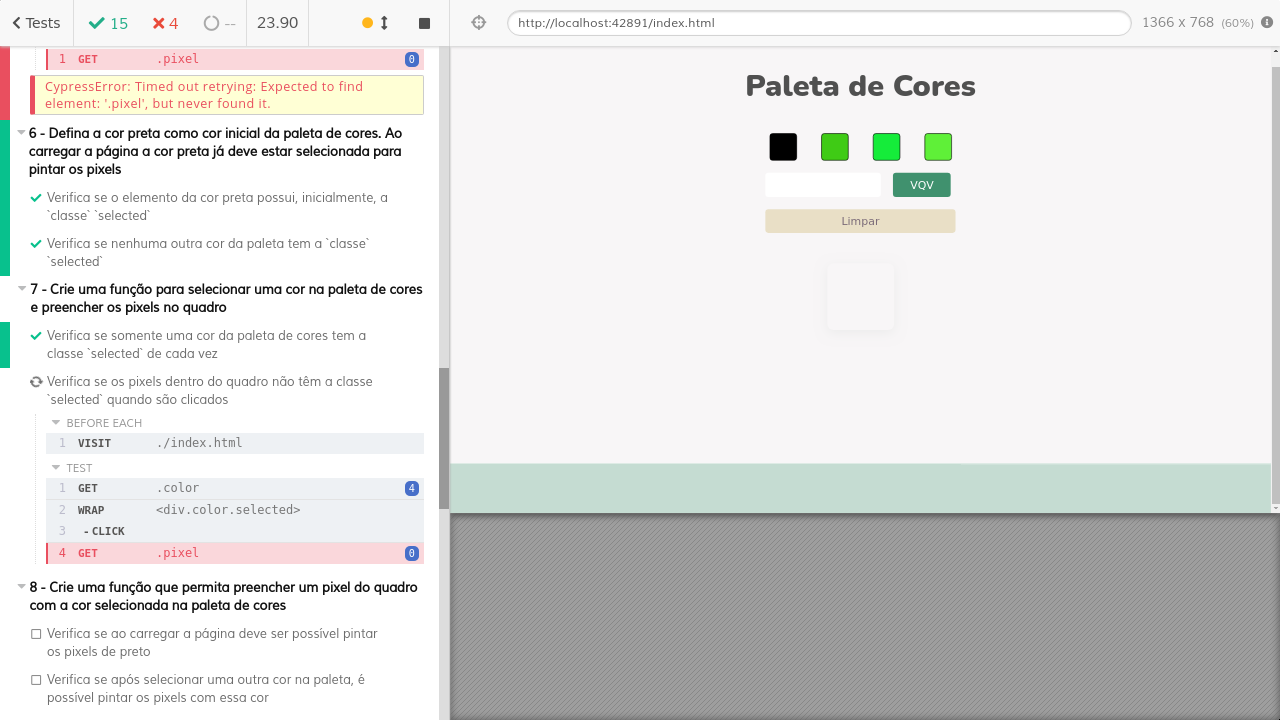 Tests
15
4
--
23.90
http://localhost:42891/index.html
1366 x 768 (60%)
1 GET .pixel 0
CypressError: Timed out retrying: Expected to find
element: '.pixel', but never found it.
6 - Defina a cor preta como cor inicial da paleta de cores. Ao
carregar a página a cor preta já deve estar selecionada para
pintar os pixels
Verifica se o elemento da cor preta possui, inicialmente, a
`classe` `selected`
Verifica se nenhuma outra cor da paleta tem a `classe`
`selected`
7 - Crie uma função para selecionar uma cor na paleta de cores
e preencher os pixels no quadro
Verifica se somente uma cor da paleta de cores tem a
classe `selected` de cada vez
Verifica se os pixels dentro do quadro não têm a classe
`selected` quando são clicados
BEFORE EACH
1 VISIT ./index.html
TEST
1 GET .color 4
2 WRAP <div.color.selected>
3 - CLICK
4 GET .pixel 0
8 - Crie uma função que permita preencher um pixel do quadro
com a cor selecionada na paleta de cores
Verifica se ao carregar a página deve ser possível pintar
os pixels de preto
Verifica se após selecionar uma outra cor na paleta, é
possível pintar os pixels com essa cor
Paleta de Cores
VQV
Limpar